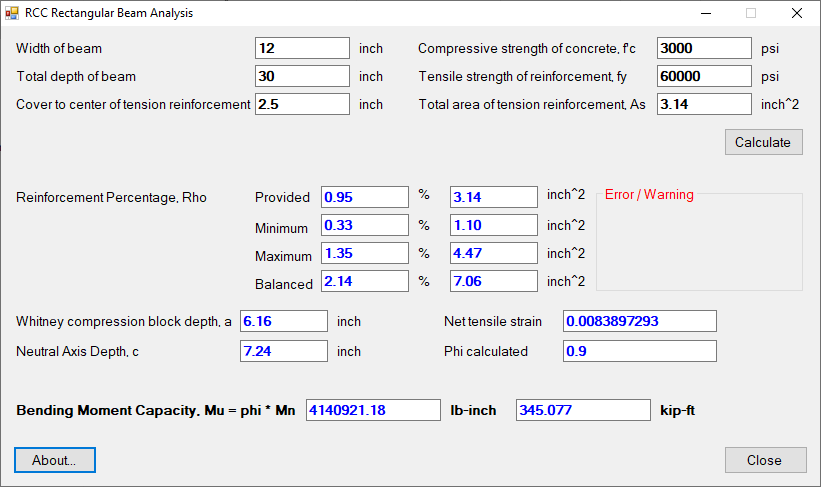 RCC Rectangular Beam Analysis
Width of beam 12 inch Compressive strength of concrete, f'c 3000 psi
Total depth of beam 30 inch Tensile strength of reinforcement, fy 60000 psi
Cover to center of tension reinforcement 2.5 inch Total area of tension reinforcement, As 3.14 inch^2
Calculate
Reinforcement Percentage, Rho Provided 0.95 % 3.14 inch^2 Error / Warning
Minimum 0.33 % 1.10 inch^2
Maximum 1.35 % 4.47 inch^2
Balanced 2.14 % 7.06 inch^2
Whitney compression block depth, a 6.16 inch Net tensile strain 0.0083897293
Neutral Axis Depth, c 7.24 inch Phi calculated 0.9
Bending Moment Capacity, Mu = phi * Mn 4140921.18 lb-inch 345.077 kip-ft
About... Close